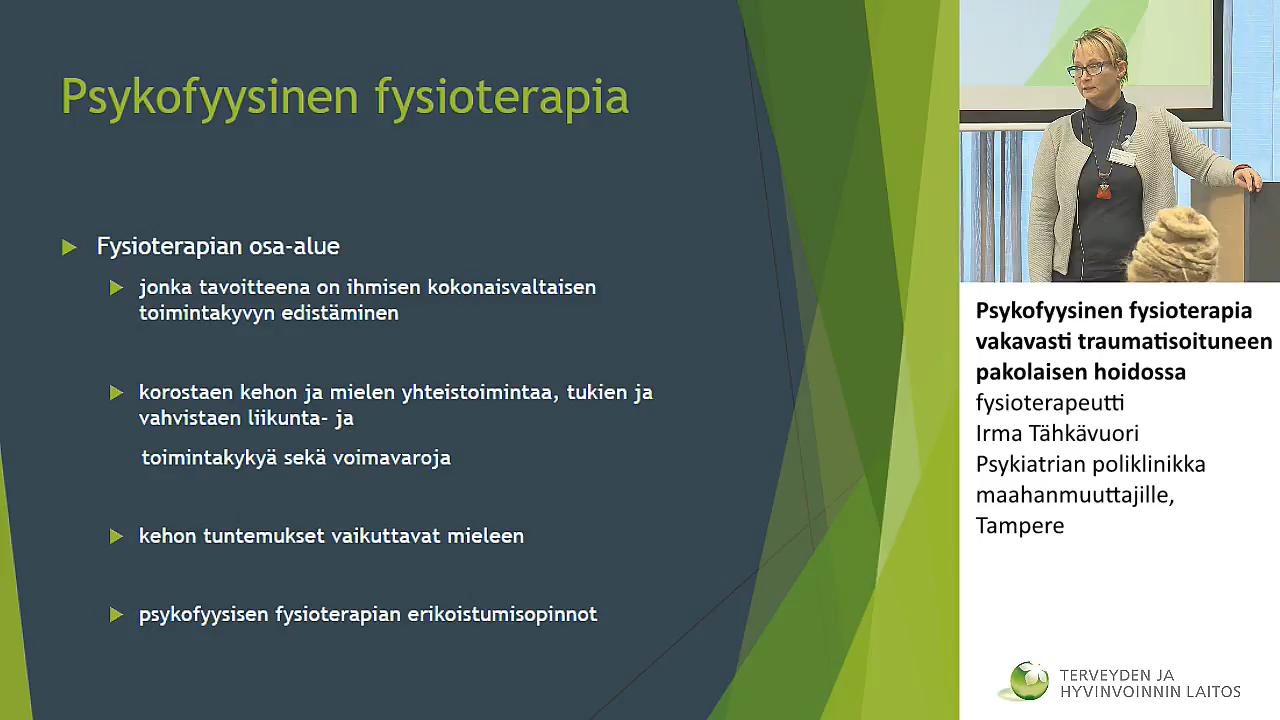 Psykofyysinen fysioterapia
Fysioterapian osa-alue
jonka tavoitteena on ihmisen kokonaisvaltaisen
toimintakyvyn edistäminen
korostaen kehon ja mielen yhteistoimintaa, tukien ja
vahvistaen liikunta- ja
toimintakykyä sekä voimavaroja
kehon tuntemukset vaikuttavat mieleen
psykofyysisen fysioterapian erikoistumisopinnot
Psykofyysinen fysioterapia
vakavasti traumatisoituneen
pakolaisen hoidossa
fysioterapeutti
Irma Tähkävuori
Psykiatrian poliklinikka
maahanmuuttajille,
Tampere
TERVEYDEN JA
HYVINVOINNIN LAITOS